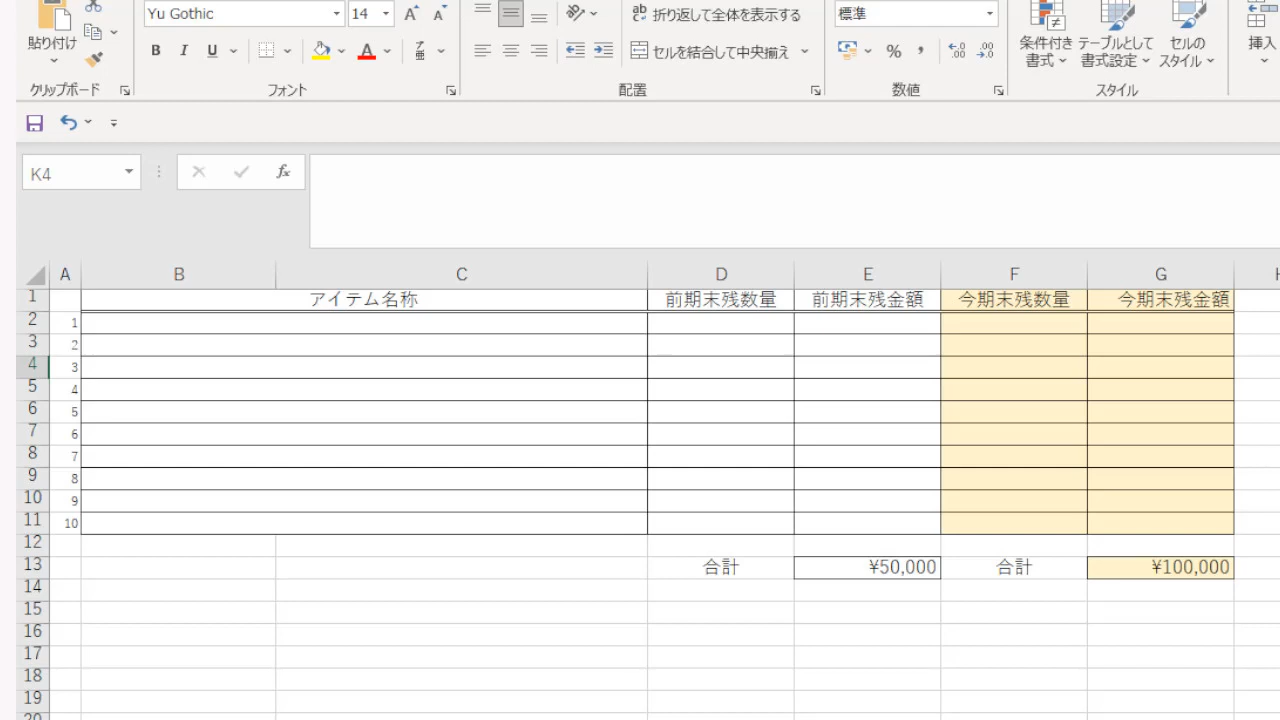 Yu Gothic 14 折り返して全体を表示する 標準
貼り付け B I U A セルを結合して中央揃え % 条件付き書式 テーブルとして書式設定 セルのスタイル 挿入
クリップボード フォント 配置 数値 スタイル
K4 fx
A B C D E F G H
1 アイテム名称 前期末残数量 前期末残金額 今期末残数量 今期末残金額
2 1
3 2
4 3
5 4
6 5
7 6
8 7
9 8
10 9
11 10
12
13 合計 ¥50,000 合計 ¥100,000
14
15
16
17
18
19
20